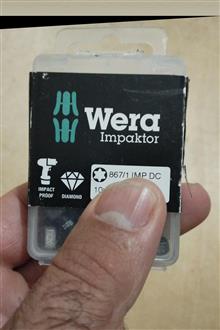 Wera
Impaktor
867/1 IMP DC
IMPACT
PROOF
DIAMOND